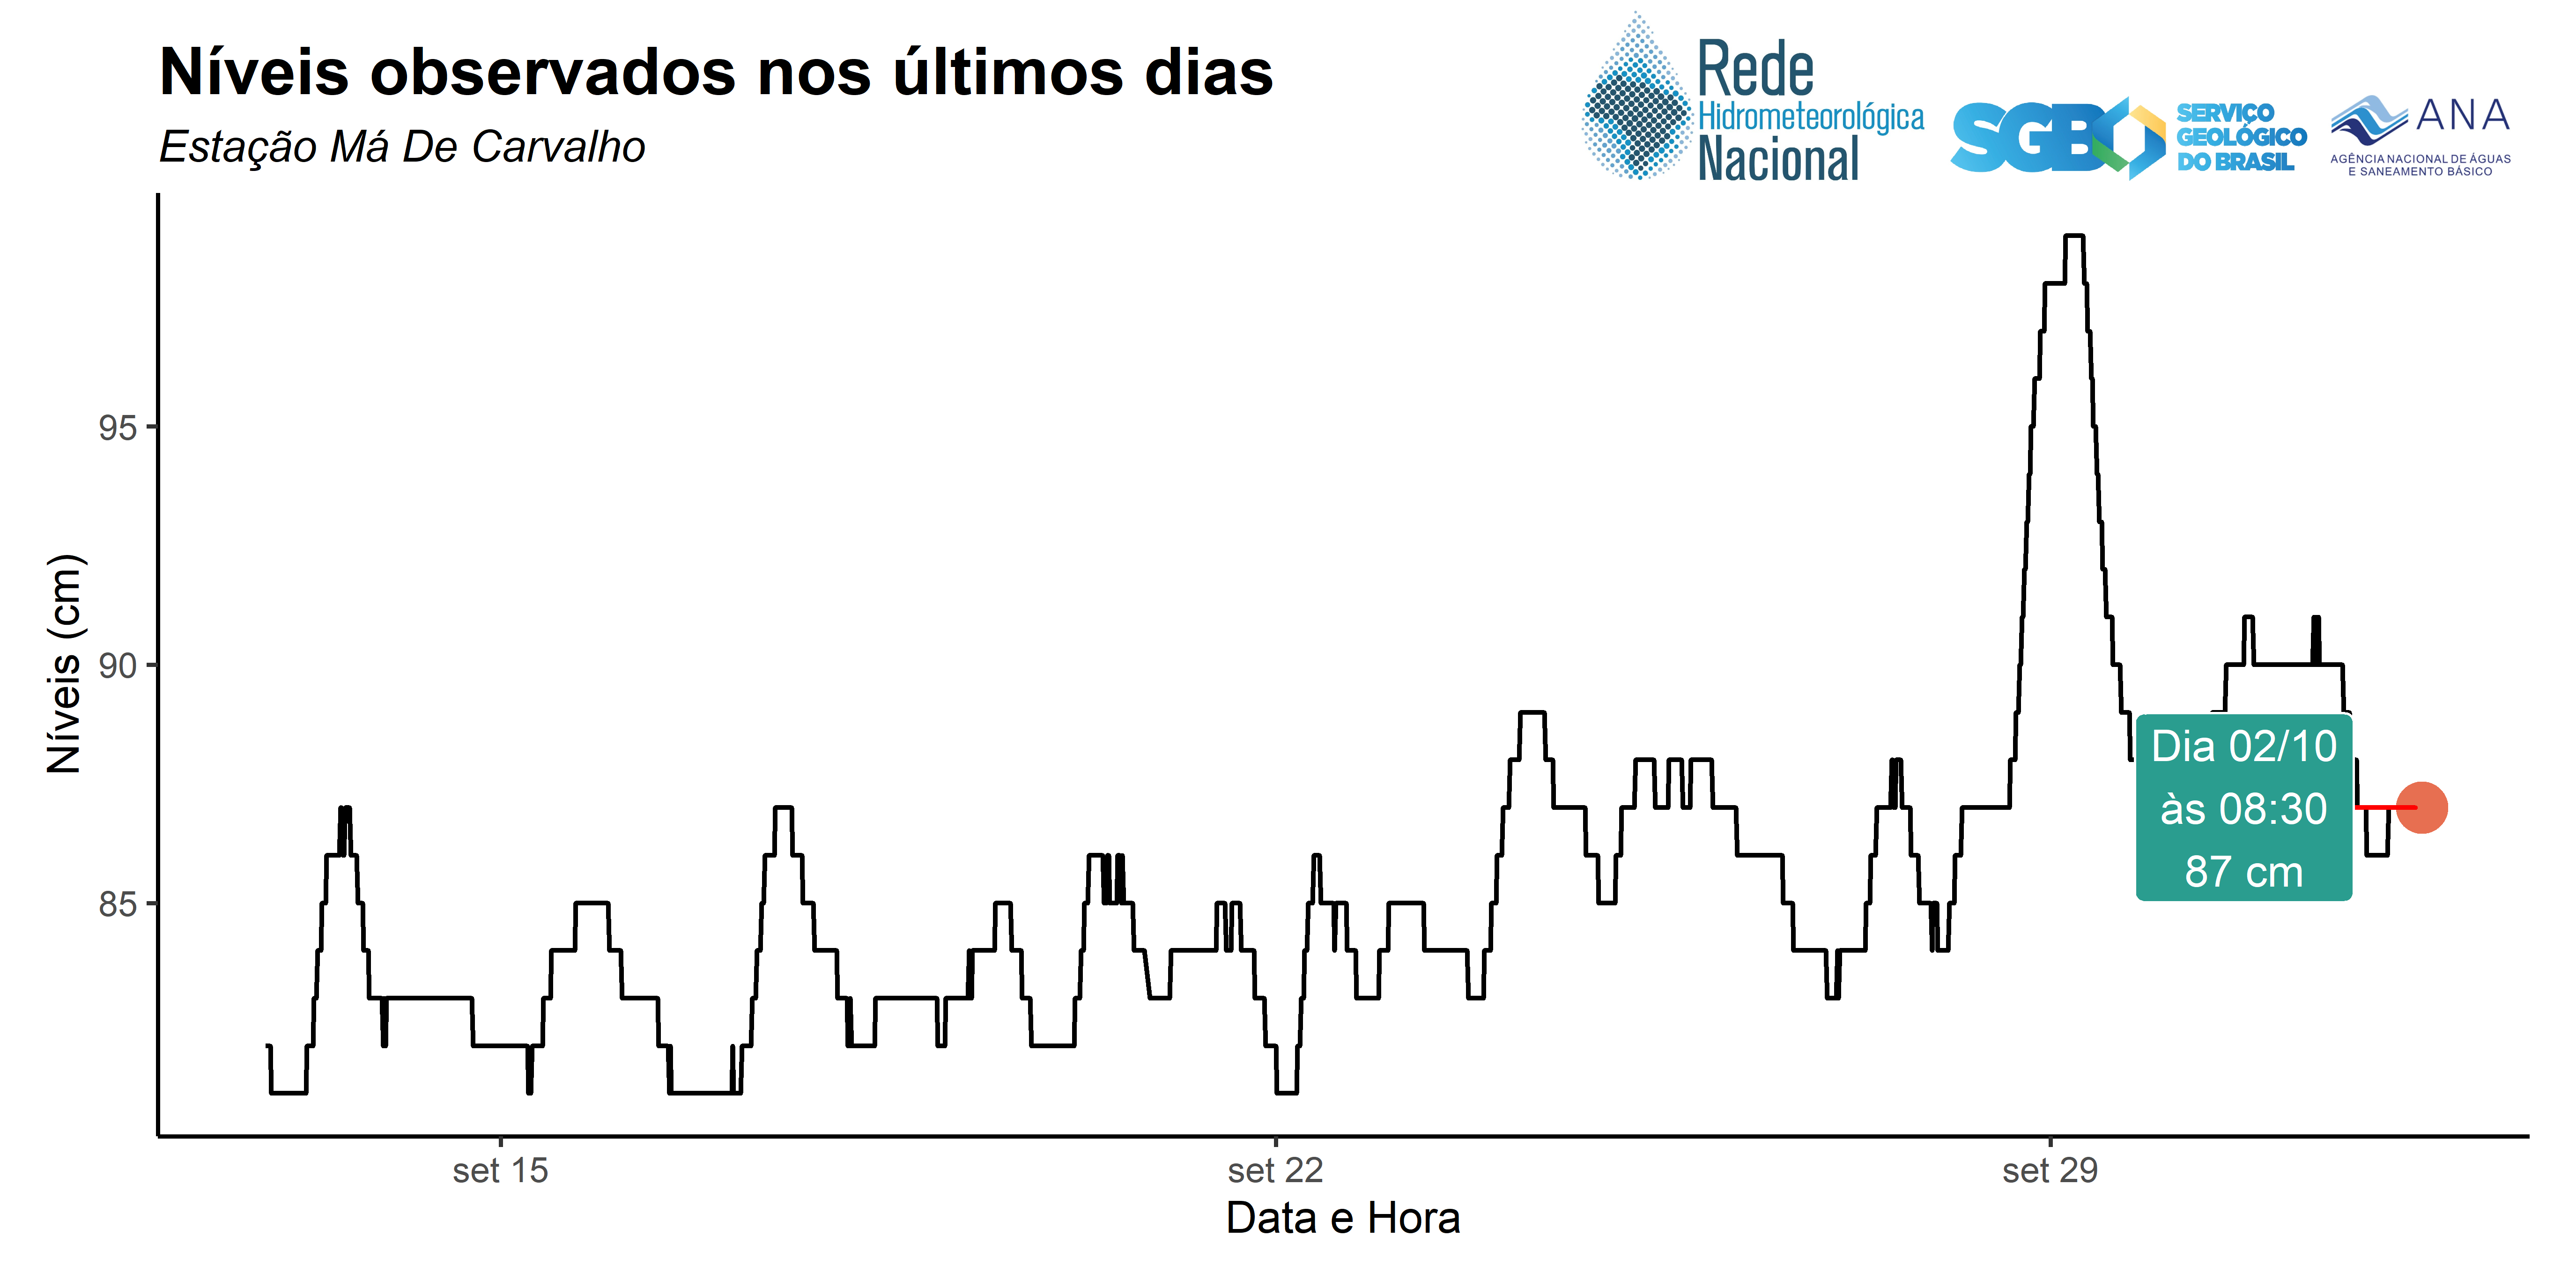 Níveis observados nos últimos dias
Estação Má De Carvalho
Rede
Hidrometeorológica
Nacional
SGB
SERVIÇO
GEOLÓGICO
DO BRASIL
ANA
AGÊNCIA NACIONAL DE ÁGUAS
E SANEAMENTO BÁSICO
Níveis (cm)
95
90
85
Dia 02/10
às 08:30
87 cm
set 15
set 22
set 29
Data e Hora